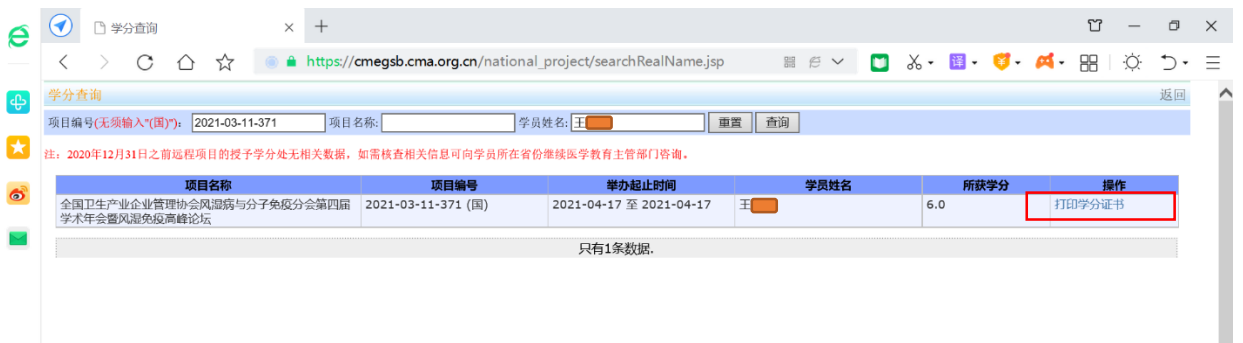 学分查询
https://cmegsb.cma.org.cn/national_project/searchRealName.jsp
译
学分查询 返回
项目编号(无须输入"(国)"): 2021-03-11-371 项目名称: 学员姓名: 王 重置 查询
注：2020年12月31日之前远程项目的授予学分处无相关数据，如需核查相关信息可向学员所在省份继续医学教育主管部门咨询。
项目名称 项目编号 举办起止时间 学员姓名 所获学分 操作
全国卫生产业企业管理协会风湿病与分子免疫分会第四届 2021-03-11-371 (国) 2021-04-17 至 2021-04-17 王 6.0 打印学分证书
学术年会暨风湿免疫高峰论坛
只有1条数据.